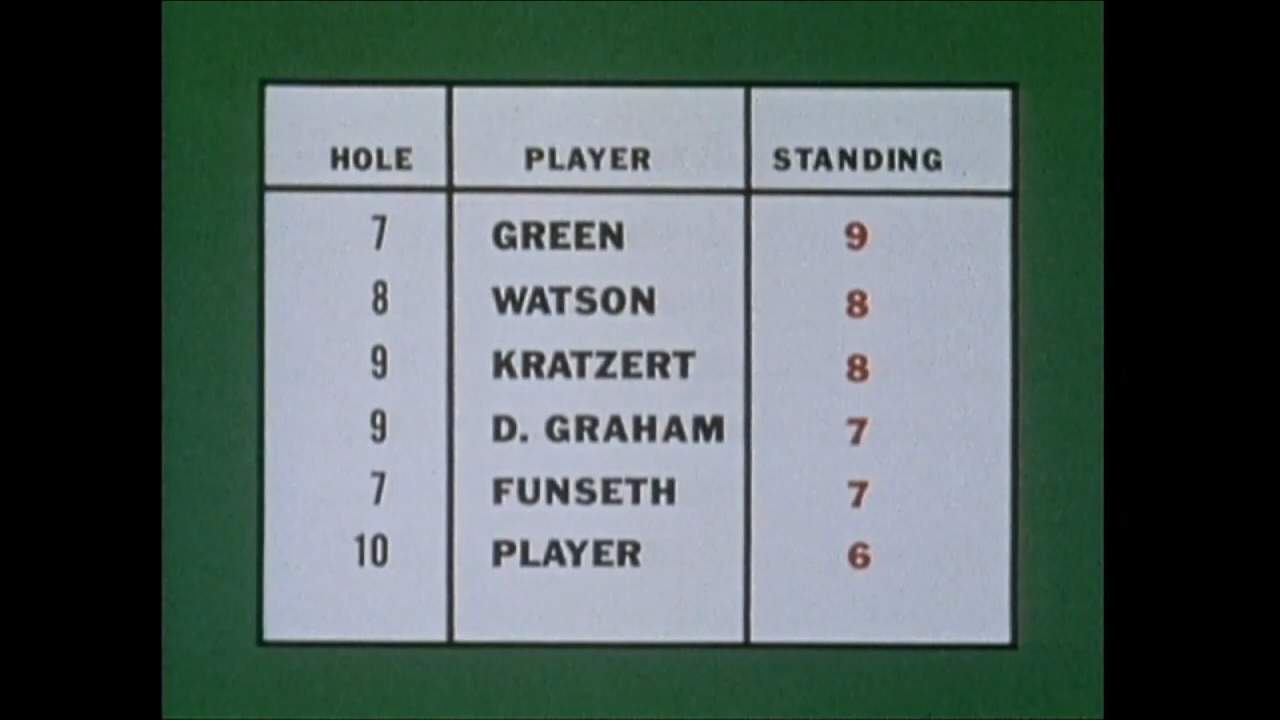 HOLE PLAYER STANDING
7 GREEN 9
8 WATSON 8
9 KRATZERT 8
9 D. GRAHAM 7
7 FUNSETH 7
10 PLAYER 6